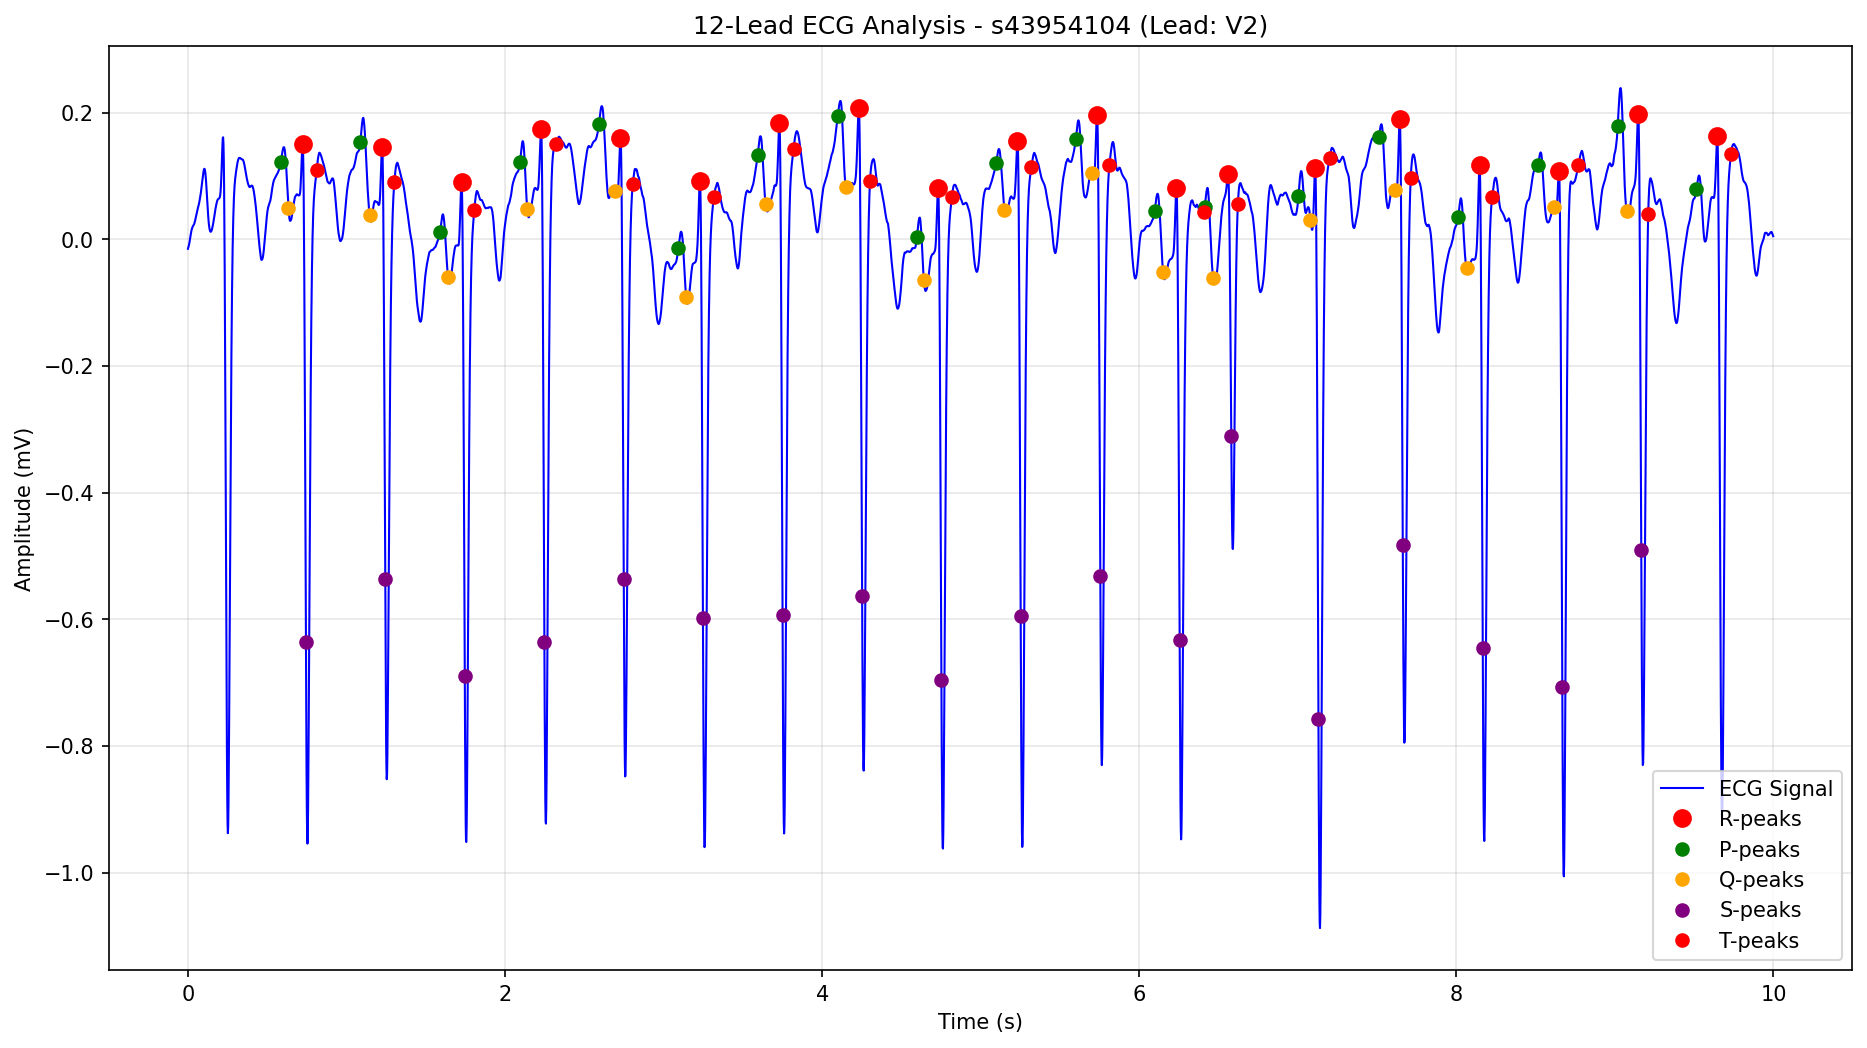 12-Lead ECG Analysis - s43954104 (Lead: V2)
Amplitude (mV)
0.2
0.0
−0.2
−0.4
−0.6
−0.8
−1.0
ECG Signal
R-peaks
P-peaks
Q-peaks
S-peaks
T-peaks
0 2 4 6 8 10
Time (s)